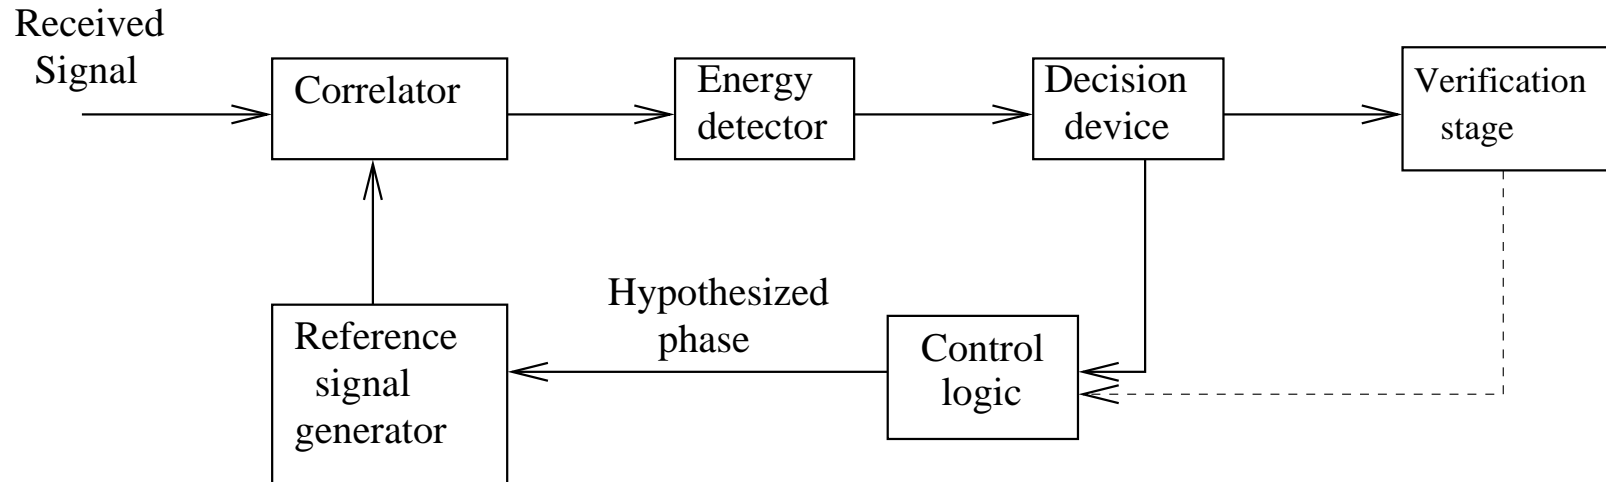 Received
Signal
Correlator
Energy
detector
Decision
device
Verification
stage
Hypothesized
phase
Reference
signal
generator
Control
logic